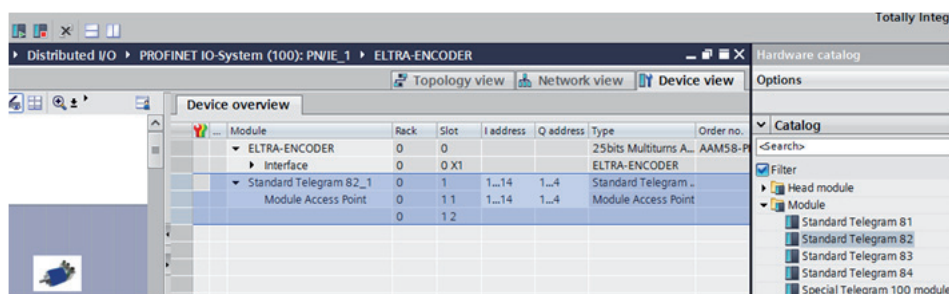 Totally Integ
Distributed I/O ▸ PROFINET IO-System (100): PN/IE_1 ▸ ELTRA-ENCODER
Hardware catalog
Topology view Network view Device view
Options
Device overview
... Module Rack Slot I address Q address Type Order no.
ELTRA-ENCODER 0 0 25bits Multiturns A... AAM58-P
Interface 0 0 X1 ELTRA-ENCODER
Standard Telegram 82_1 0 1 1...14 1...4 Standard Telegram ..
Module Access Point 0 1 1 1...14 1...4 Module Access Point
0 1 2
Catalog
<Search>
Filter
Head module
Module
Standard Telegram 81
Standard Telegram 82
Standard Telegram 83
Standard Telegram 84
Special Telegram 100 module